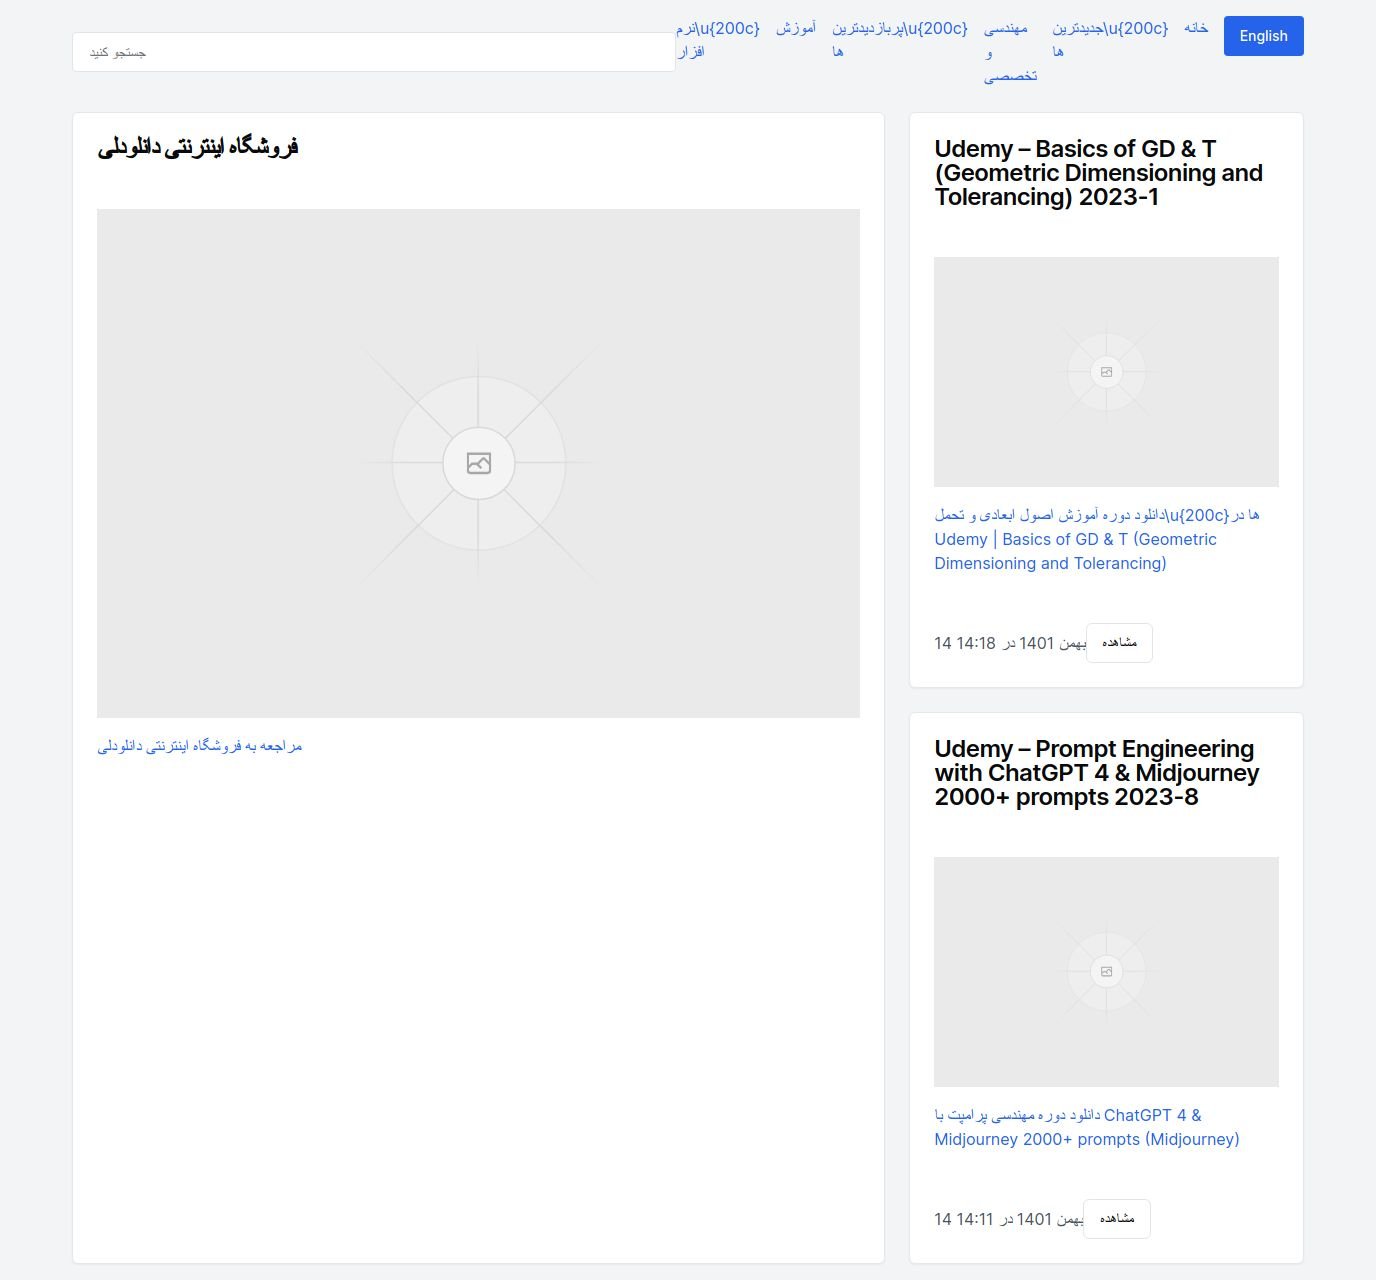 جستجو کنید
نرم\u{200c}
افزار
آموزش
پربازدیدترین\u{200c}
ها
مهندسی
و
تخصصی
جدیدترین\u{200c}
ها
خانه
English
فروشگاه اینترنتی دانلودلی
مراجعه به فروشگاه اینترنتی دانلودلی
Udemy – Basics of GD & T
(Geometric Dimensioning and
Tolerancing) 2023-1
دانلود دوره آموزش اصول ابعادی و تحمل\u{200c}ها در
Udemy | Basics of GD & T (Geometric
Dimensioning and Tolerancing)
14 بهمن 1401 در 14:18
مشاهده
Udemy – Prompt Engineering
with ChatGPT 4 & Midjourney
2000+ prompts 2023-8
دانلود دوره مهندسی پرامپت با ChatGPT 4 &
Midjourney 2000+ prompts (Midjourney)
14 بهمن 1401 در 14:11
مشاهده